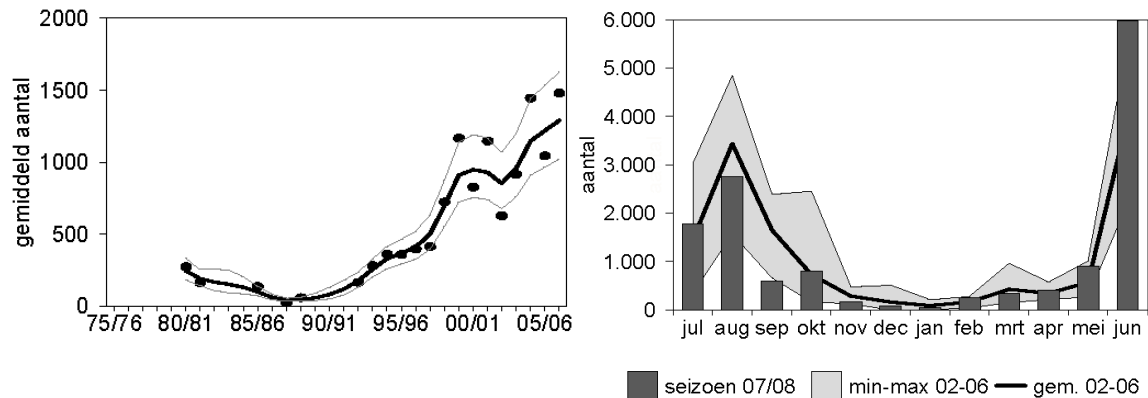 2000
1500
1000
500
0
gemiddeld aantal
75/76 80/81 85/86 90/91 95/96 00/01 05/06
6.000
5.000
4.000
3.000
2.000
1.000
0
aantal
jul aug sep okt nov dec jan feb mrt apr mei jun
seizoen 07/08 min-max 02-06 gem. 02-06